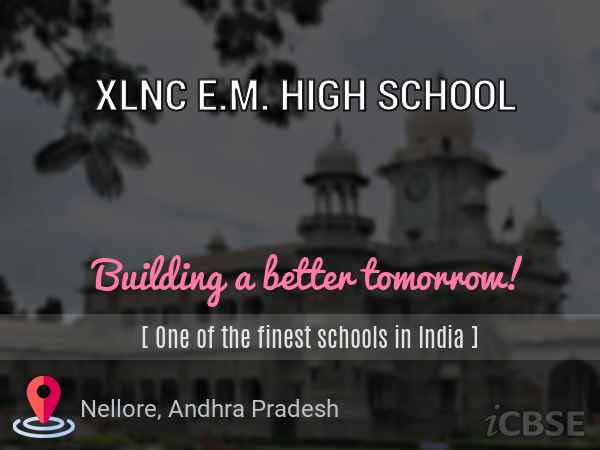 XLNC E.M. HIGH SCHOOL
Building a better tomorrow!
[ One of the finest schools in India ]
Nellore, Andhra Pradesh
iCBSE